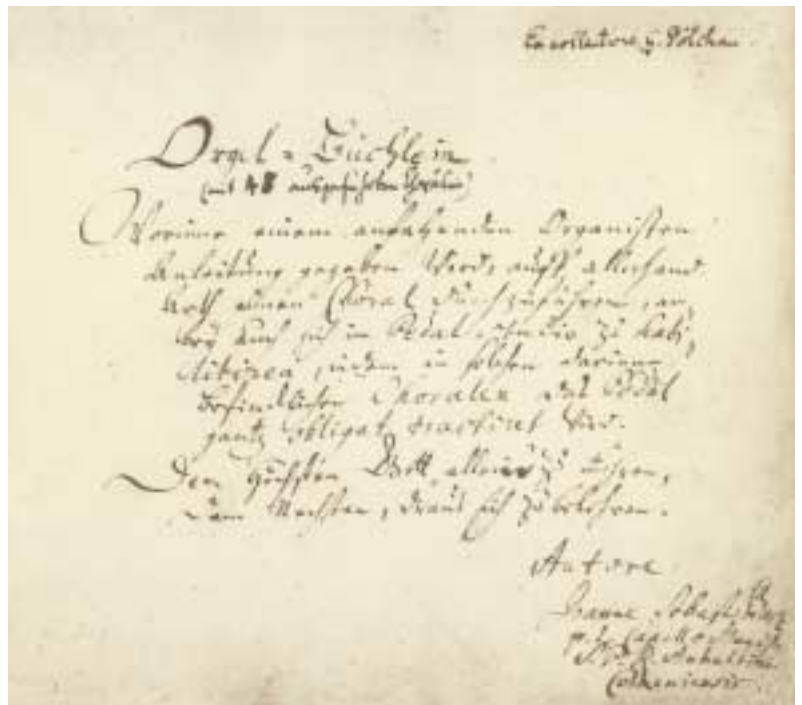 Ex collectione G. Pölchau.
Orgel-Büchlein
(mit 48 ausgeführten Chorälen)
Worinne einem anfahenden Organisten
Anleitung gegeben wird, auff allerhand
Arth einen Choral durchzuführen, an-
bey auch sich im Pedal studio zu habi-
litiren, indem in solchen darinne
befindlichen Choralen das Pedal
gantz obligat tractiret wird.
Dem Höchsten Gott allein zu Ehren,
Dem Nechsten, draus sich zu belehren.
Autore
Joanne Sebast. Bach
p. t. Capellæ Magistri
S. P. R. Anhaltini-
Cotheniensis.